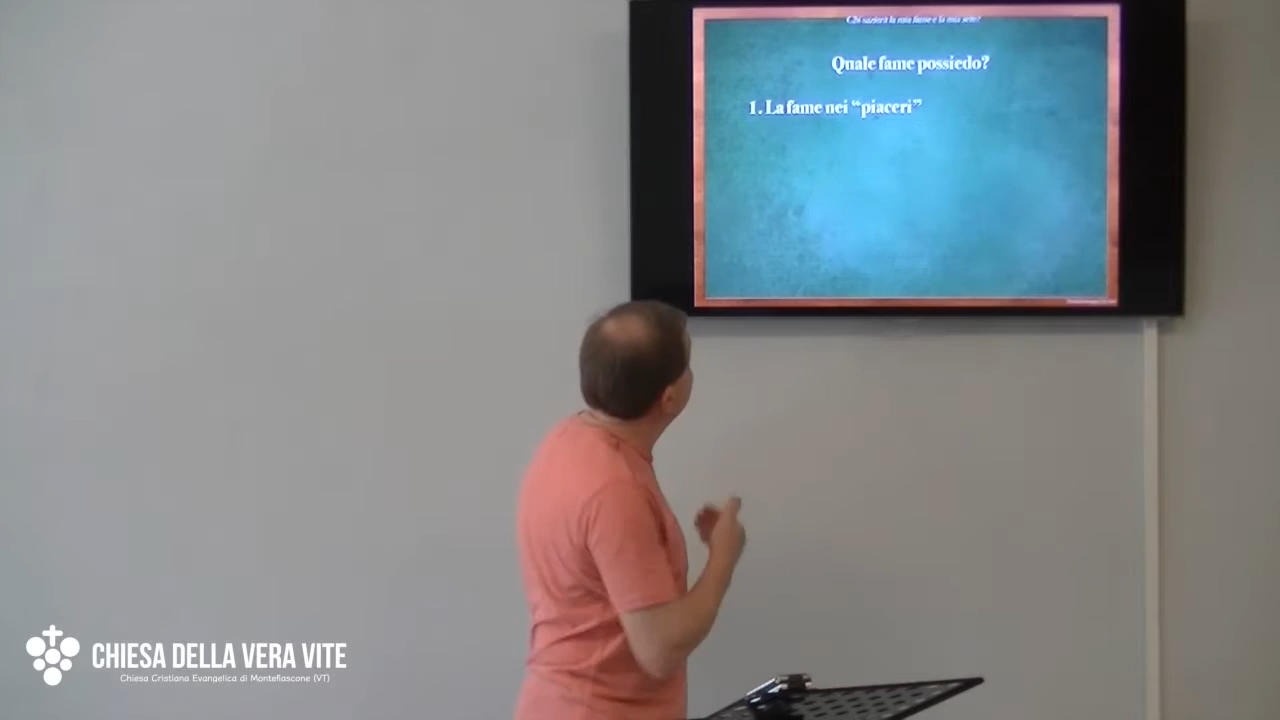 Chi sazierà la mia fame e la mia sete?
Quale fame possiedo?
1. La fame nei “piaceri”
CHIESA DELLA VERA VITE
Chiesa Cristiana Evangelica di Montefiascone (VT)